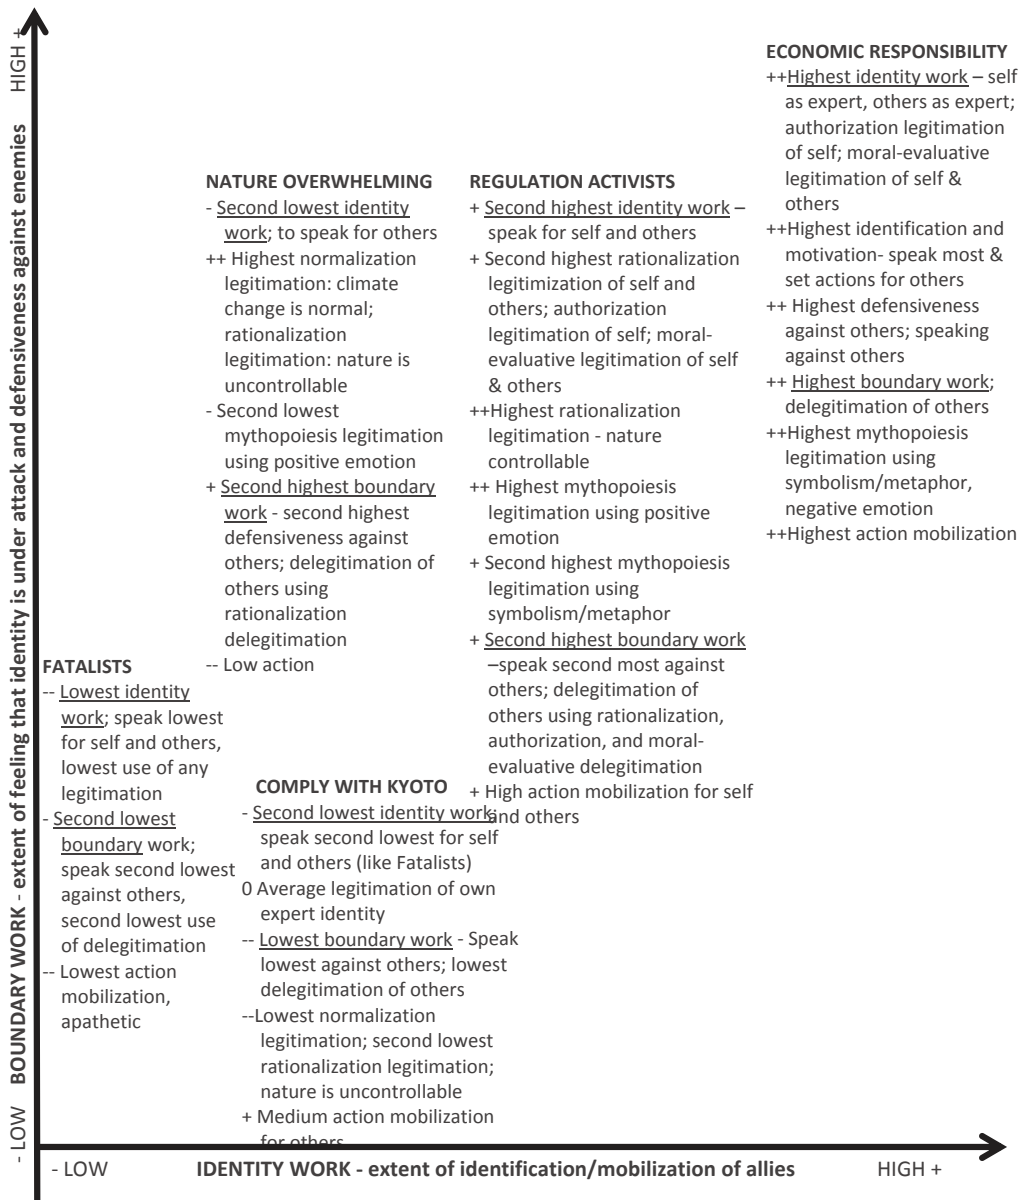 HIGH +
BOUNDARY WORK - extent of feeling that identity is under attack and defensiveness against enemies
- LOW
ECONOMIC RESPONSIBILITY
++Highest identity work – self
as expert, others as expert;
authorization legitimation
of self; moral-evaluative
legitimation of self &
others
++Highest identification and
motivation- speak most &
set actions for others
++ Highest defensiveness
against others; speaking
against others
++ Highest boundary work;
delegitimation of others
++Highest mythopoiesis
legitimation using
symbolism/metaphor,
negative emotion
++Highest action mobilization
NATURE OVERWHELMING
- Second lowest identity
work; to speak for others
++ Highest normalization
legitimation: climate
change is normal;
rationalization
legitimation: nature is
uncontrollable
- Second lowest
mythopoiesis legitimation
using positive emotion
+ Second highest boundary
work - second highest
defensiveness against
others; delegitimation of
others using
rationalization
delegitimation
-- Low action
REGULATION ACTIVISTS
+ Second highest identity work –
speak for self and others
+ Second highest rationalization
legitimization of self and
others; authorization
legitimation of self; moral-
evaluative legitimation of self
& others
++Highest rationalization
legitimation - nature
controllable
++ Highest mythopoiesis
legitimation using positive
emotion
+ Second highest mythopoiesis
legitimation using
symbolism/metaphor
+ Second highest boundary work
–speak second most against
others; delegitimation of
others using rationalization,
authorization, and moral-
evaluative delegitimation
+ High action mobilization for self
and others
FATALISTS
-- Lowest identity
work; speak lowest
for self and others,
lowest use of any
legitimation
- Second lowest
boundary work;
speak second lowest
against others,
second lowest use
of delegitimation
-- Lowest action
mobilization,
apathetic
COMPLY WITH KYOTO
- Second lowest identity work;
speak second lowest for self
and others (like Fatalists)
0 Average legitimation of own
expert identity
-- Lowest boundary work - Speak
lowest against others; lowest
delegitimation of others
--Lowest normalization
legitimation; second lowest
rationalization legitimation;
nature is uncontrollable
+ Medium action mobilization
for others
- LOW
IDENTITY WORK - extent of identification/mobilization of allies
HIGH +